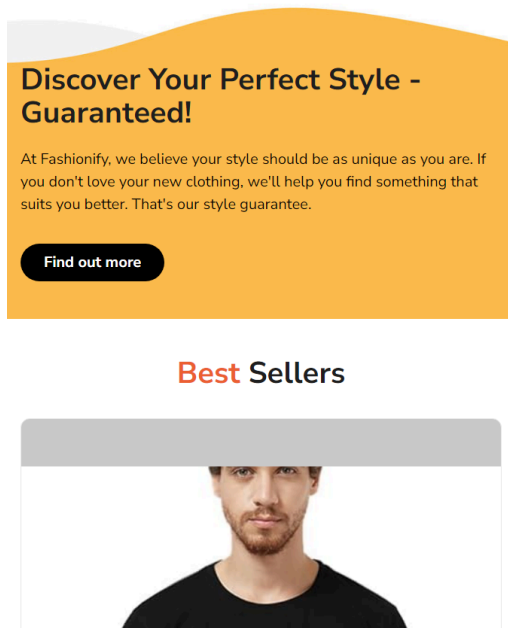 Discover Your Perfect Style -
Guaranteed!
At Fashionify, we believe your style should be as unique as you are. If
you don't love your new clothing, we'll help you find something that
suits you better. That's our style guarantee.
Find out more
Best Sellers